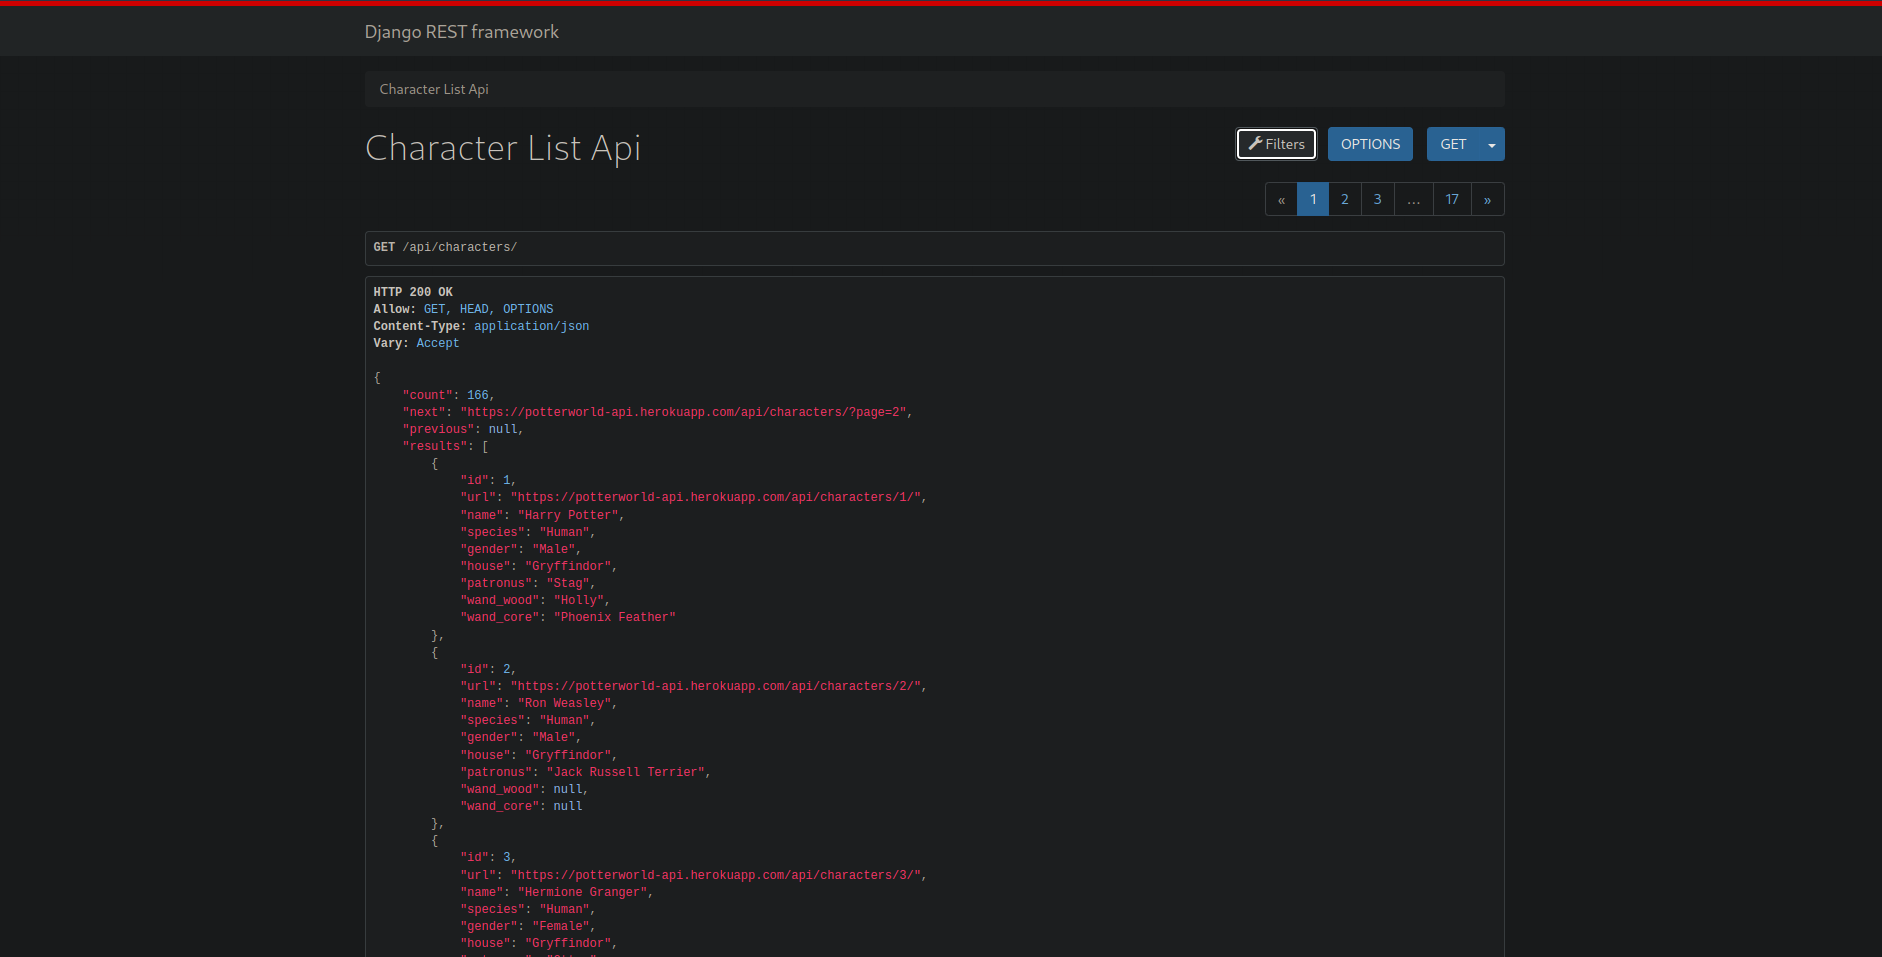 Django REST framework
Character List Api
Character List Api
Filters OPTIONS GET
« 1 2 3 … 17 »
GET /api/characters/
HTTP 200 OK
Allow: GET, HEAD, OPTIONS
Content-Type: application/json
Vary: Accept
{
    "count": 166,
    "next": "https://potterworld-api.herokuapp.com/api/characters/?page=2",
    "previous": null,
    "results": [
        {
            "id": 1,
            "url": "https://potterworld-api.herokuapp.com/api/characters/1/",
            "name": "Harry Potter",
            "species": "Human",
            "gender": "Male",
            "house": "Gryffindor",
            "patronus": "Stag",
            "wand_wood": "Holly",
            "wand_core": "Phoenix Feather"
        },
        {
            "id": 2,
            "url": "https://potterworld-api.herokuapp.com/api/characters/2/",
            "name": "Ron Weasley",
            "species": "Human",
            "gender": "Male",
            "house": "Gryffindor",
            "patronus": "Jack Russell Terrier",
            "wand_wood": null,
            "wand_core": null
        },
        {
            "id": 3,
            "url": "https://potterworld-api.herokuapp.com/api/characters/3/",
            "name": "Hermione Granger",
            "species": "Human",
            "gender": "Female",
            "house": "Gryffindor",